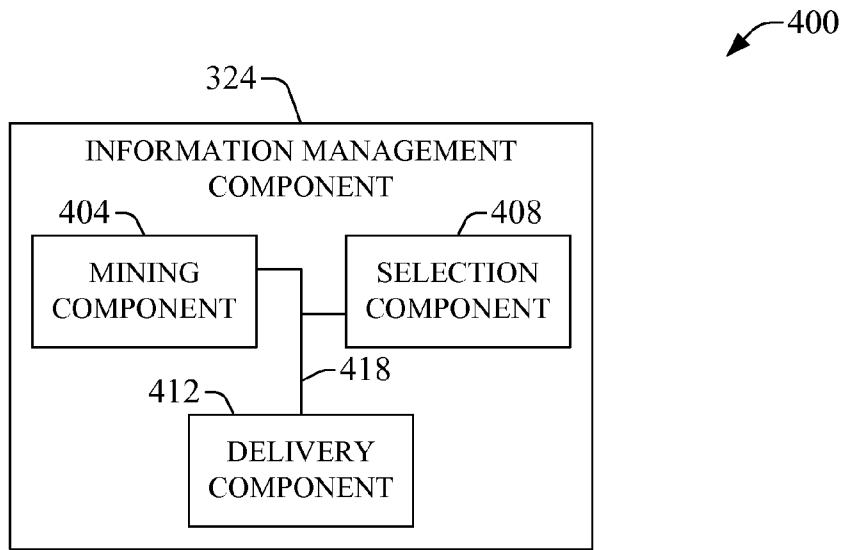 400
324
INFORMATION MANAGEMENT
COMPONENT
404
408
MINING
COMPONENT
SELECTION
COMPONENT
418
412
DELIVERY
COMPONENT